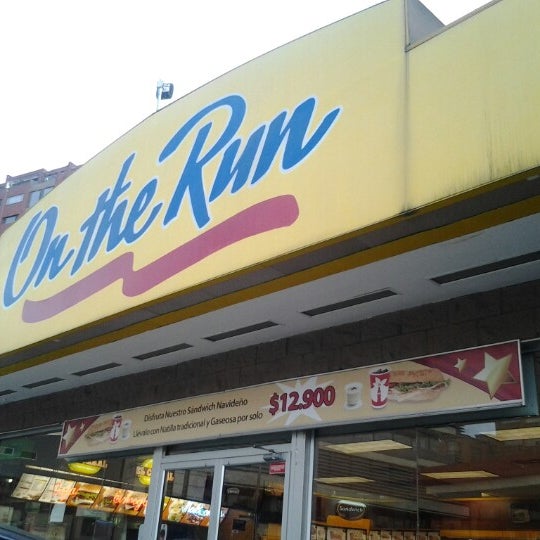 On the Run
Disfruta Nuestro Sándwich Navideño
Llévalo con Natilla tradicional y Gaseosa por solo
$12.900
Sandwich